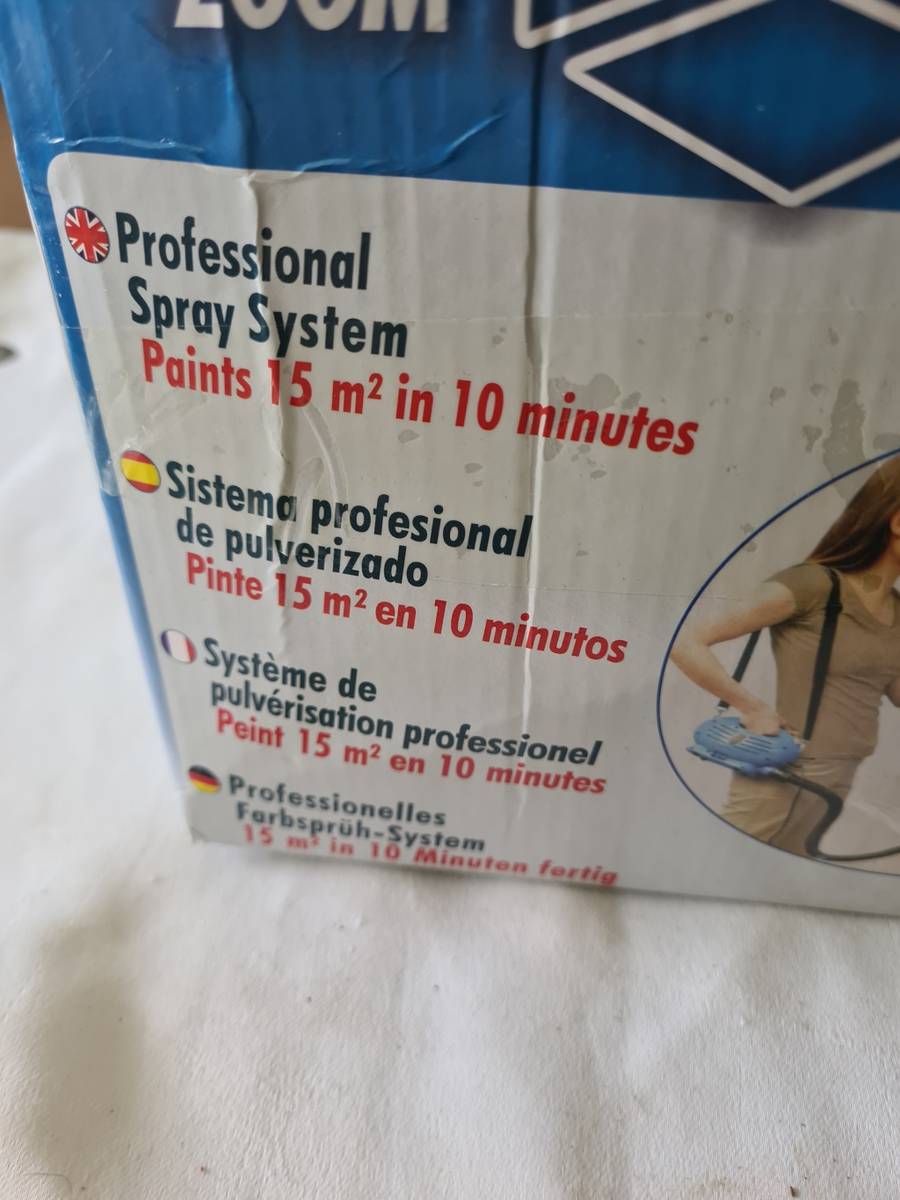 ZOOM
Professional
Spray System
Paints 15 m² in 10 minutes
Sistema profesional
de pulverizado
Pinte 15 m² en 10 minutos
Système de
pulvérisation professionel
Peint 15 m² en 10 minutes
Professionelles
Farbsprüh-System
15 m² in 10 Minuten fertig